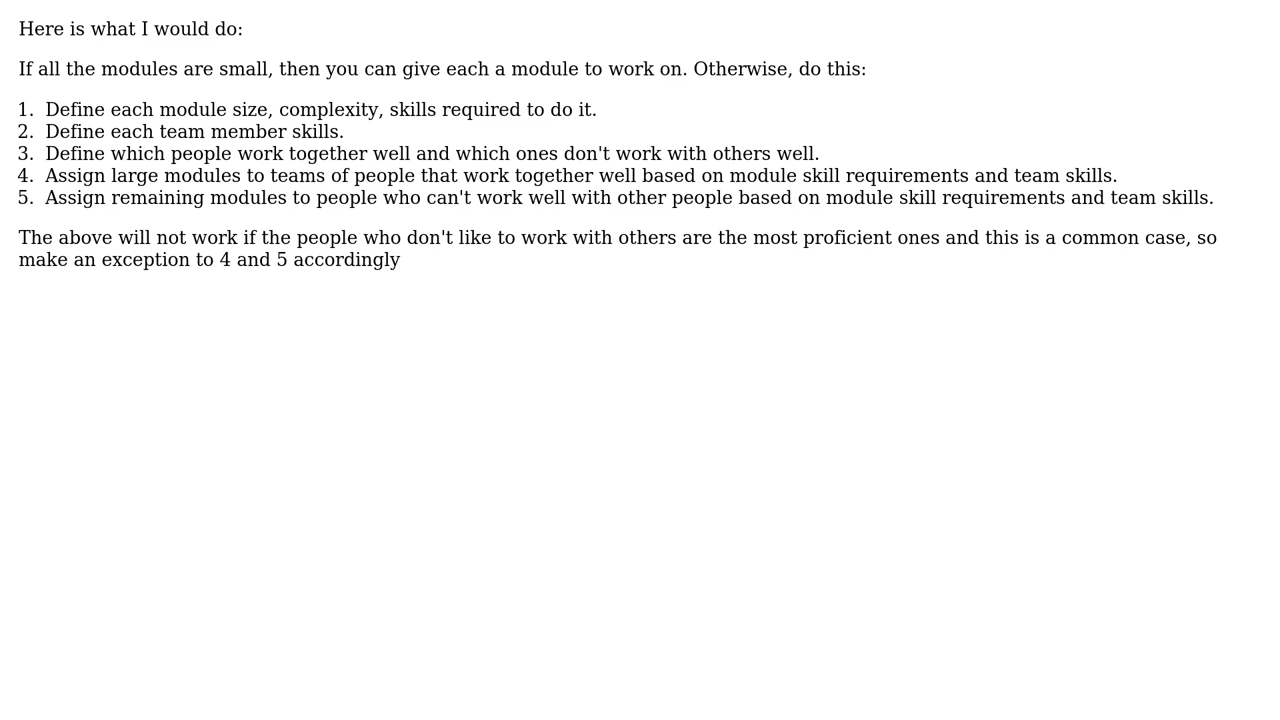 Here is what I would do:
If all the modules are small, then you can give each a module to work on. Otherwise, do this:
1. Define each module size, complexity, skills required to do it.
2. Define each team member skills.
3. Define which people work together well and which ones don't work with others well.
4. Assign large modules to teams of people that work together well based on module skill requirements and team skills.
5. Assign remaining modules to people who can't work well with other people based on module skill requirements and team skills.
The above will not work if the people who don't like to work with others are the most proficient ones and this is a common case, so
make an exception to 4 and 5 accordingly